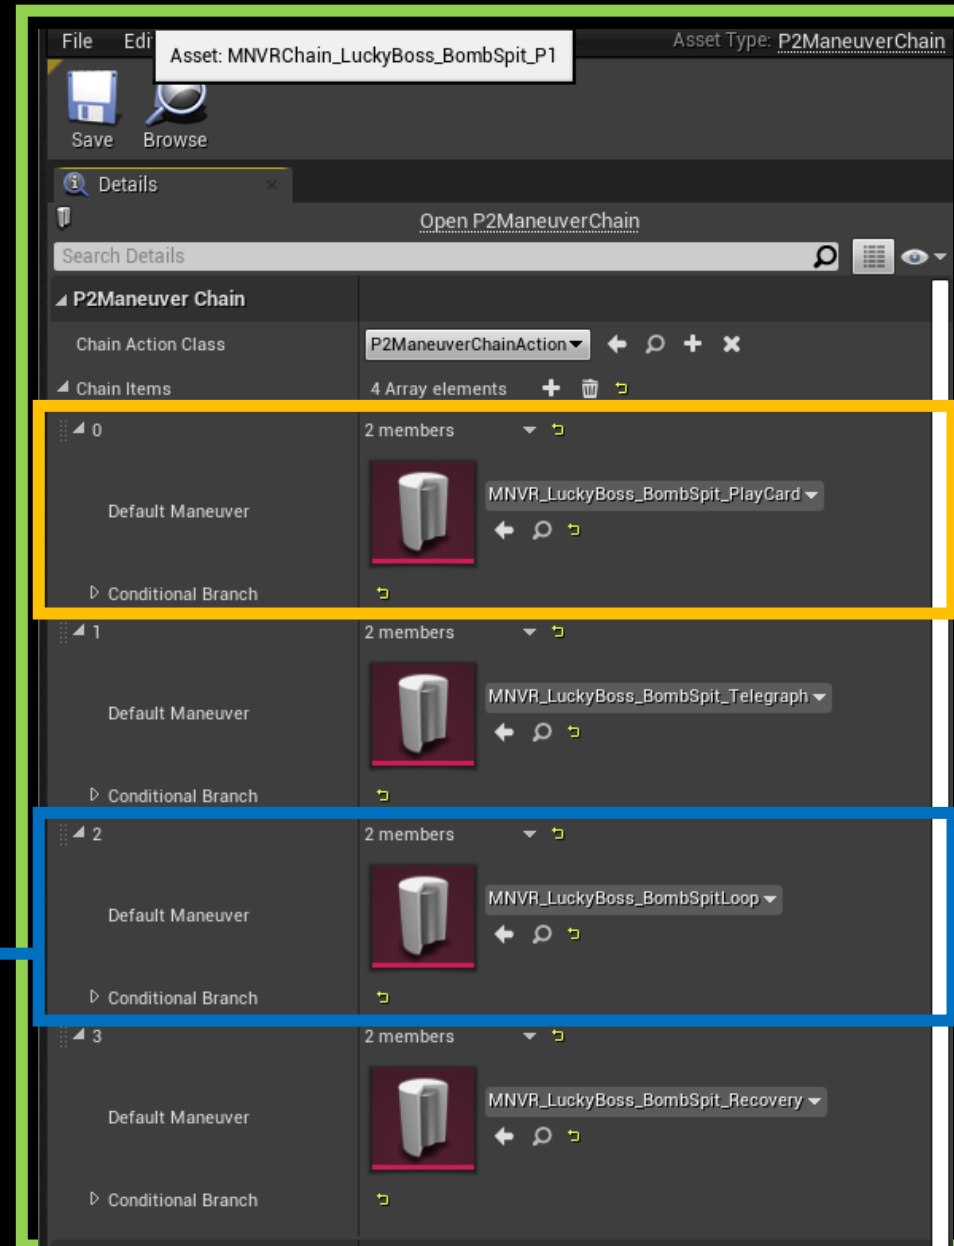 File Edi
Asset: MNVRChain_LuckyBoss_BombSpit_P1
Asset Type: P2ManeuverChain
Save Browse
Details
Open P2ManeuverChain
Search Details
P2Maneuver Chain
Chain Action Class P2ManeuverChainAction
Chain Items 4 Array elements
0 2 members
MNVR_LuckyBoss_BombSpit_PlayCard
Default Maneuver
Conditional Branch
1 2 members
MNVR_LuckyBoss_BombSpit_Telegraph
Default Maneuver
Conditional Branch
2 2 members
MNVR_LuckyBoss_BombSpitLoop
Default Maneuver
Conditional Branch
3 2 members
MNVR_LuckyBoss_BombSpit_Recovery
Default Maneuver
Conditional Branch